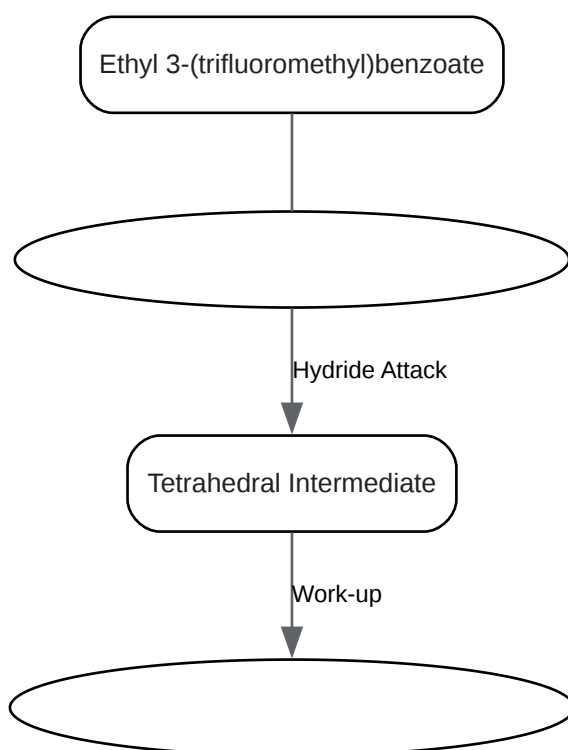 Ethyl 3-(trifluoromethyl)benzoate
Hydride Attack
Tetrahedral Intermediate
Work-up